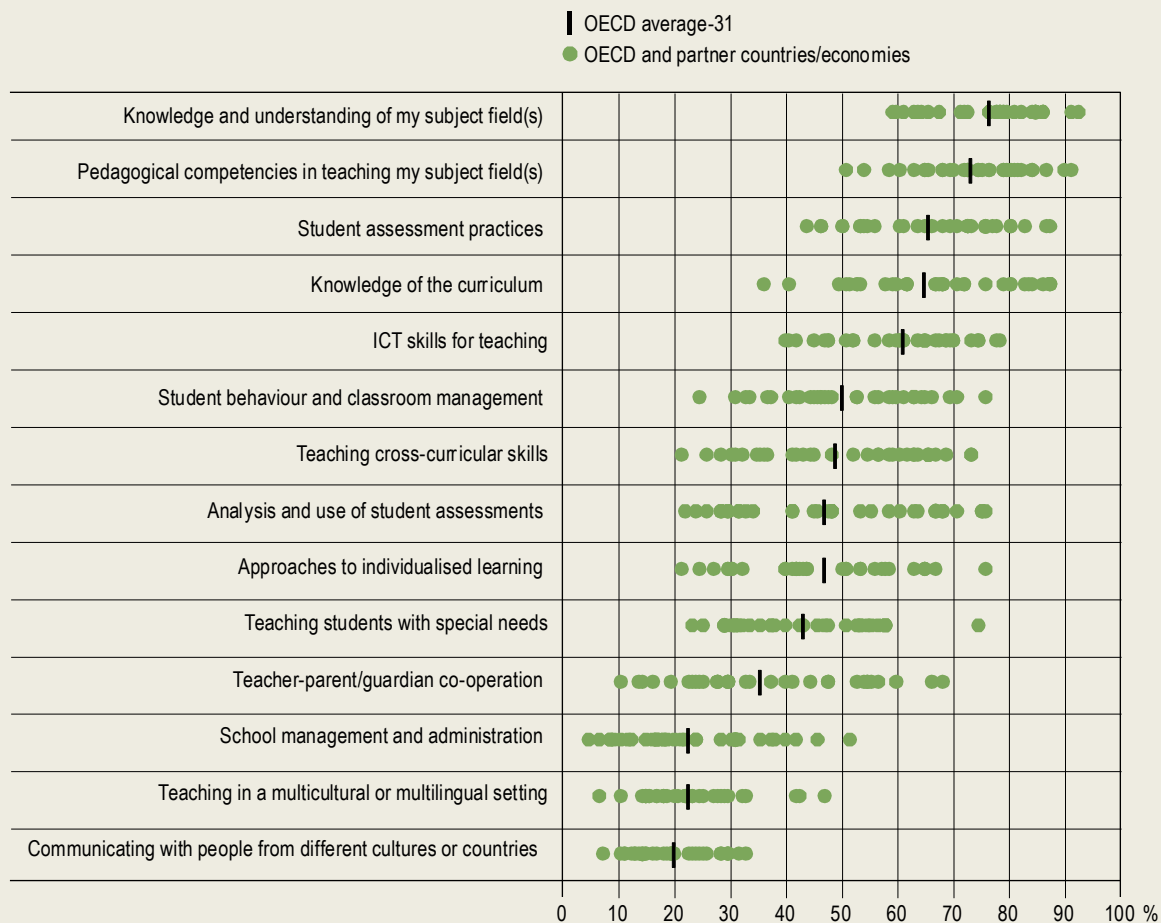 OECD average-31
OECD and partner countries/economies
Knowledge and understanding of my subject field(s)
Pedagogical competencies in teaching my subject field(s)
Student assessment practices
Knowledge of the curriculum
ICT skills for teaching
Student behaviour and classroom management
Teaching cross-curricular skills
Analysis and use of student assessments
Approaches to individualised learning
Teaching students with special needs
Teacher-parent/guardian co-operation
School management and administration
Teaching in a multicultural or multilingual setting
Communicating with people from different cultures or countries
0 10 20 30 40 50 60 70 80 90 100 %